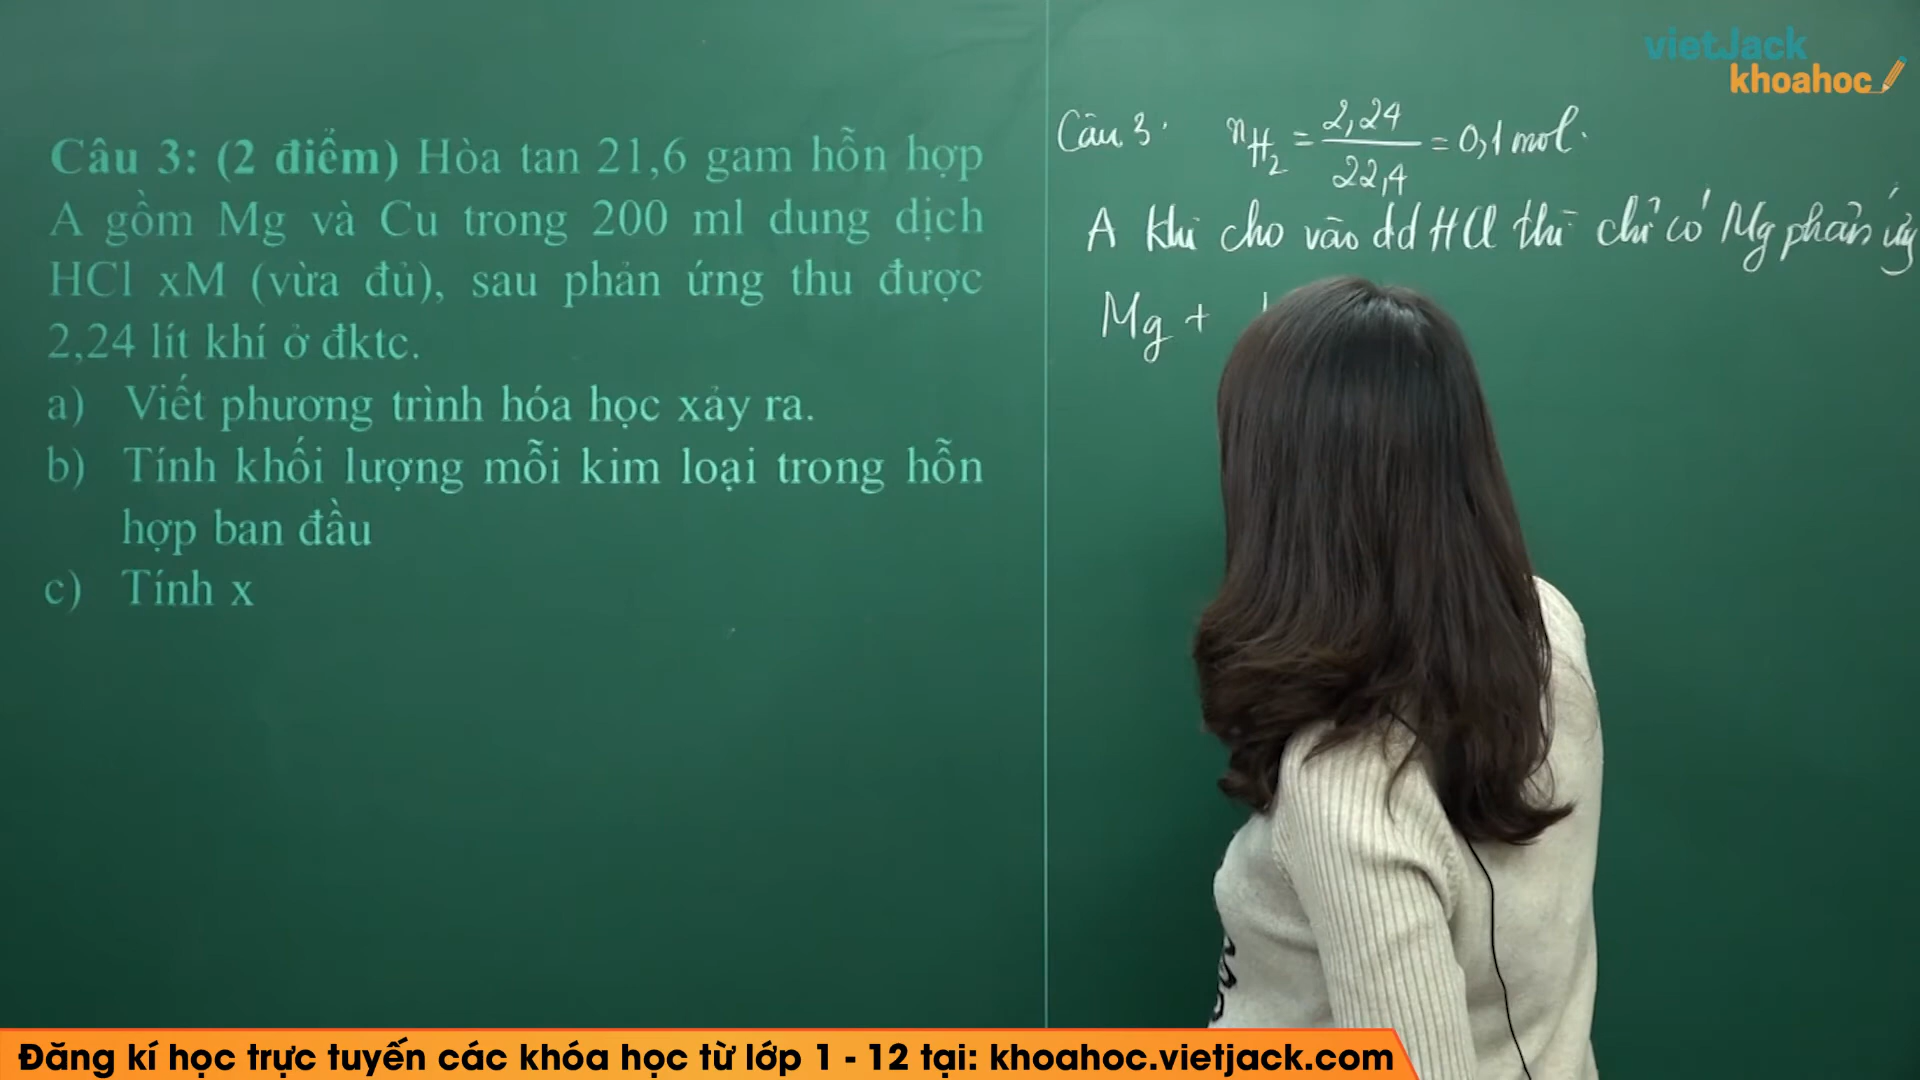 vietJack
khoahoc
Câu 3: (2 điểm) Hòa tan 21,6 gam hỗn hợp
A gồm Mg và Cu trong 200 ml dung dịch
HCl xM (vừa đủ), sau phản ứng thu được
2,24 lít khí ở đktc.
a) Viết phương trình hóa học xảy ra.
b) Tính khối lượng mỗi kim loại trong hỗn
hợp ban đầu
c) Tính x
Câu 3. n_H₂ = 2,24 / 22,4 = 0,1 mol.
A khi cho vào dd HCl thì chỉ có Mg phản ứng
Mg +
Đăng kí học trực tuyến các khóa học từ lớp 1 - 12 tại: khoahoc.vietjack.com